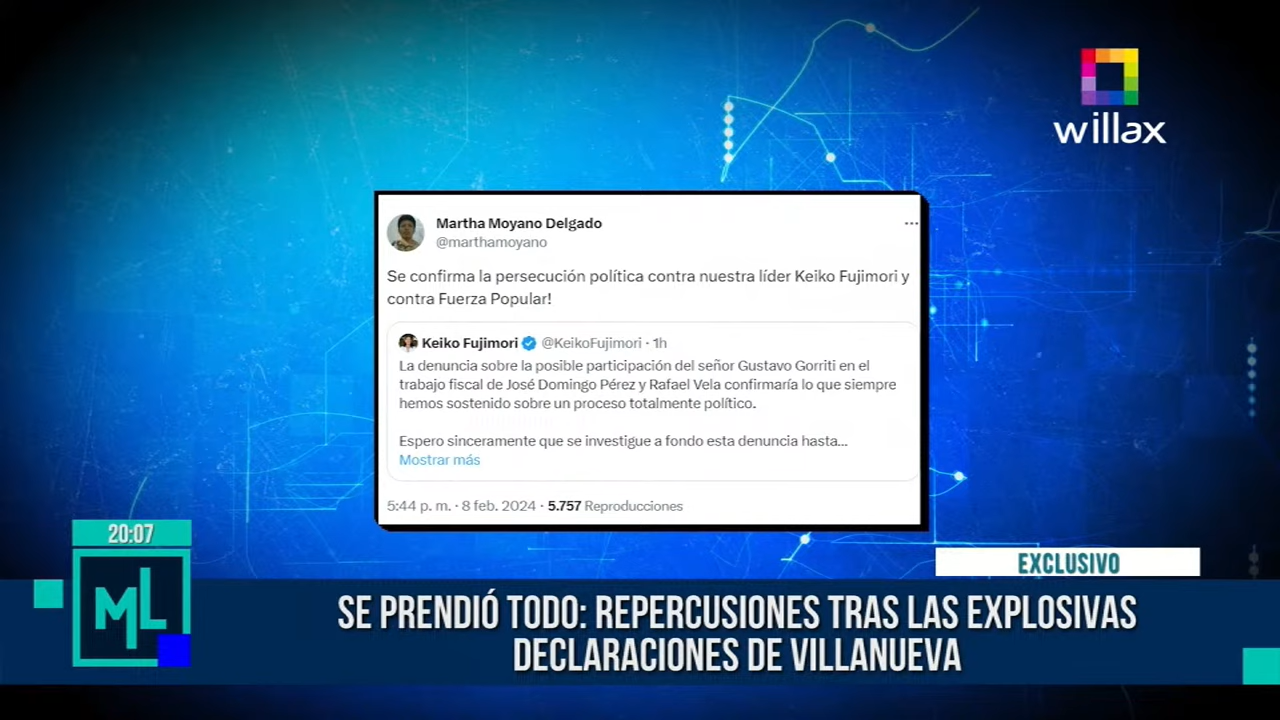 willax
Martha Moyano Delgado
@marthamoyano
Se confirma la persecución política contra nuestra líder Keiko Fujimori y
contra Fuerza Popular!
Keiko Fujimori @KeikoFujimori · 1h
La denuncia sobre la posible participación del señor Gustavo Gorriti en el
trabajo fiscal de José Domingo Pérez y Rafael Vela confirmaría lo que siempre
hemos sostenido sobre un proceso totalmente político.
Espero sinceramente que se investigue a fondo esta denuncia hasta...
Mostrar más
5:44 p. m. · 8 feb. 2024 · 5.757 Reproducciones
20:07
ML
EXCLUSIVO
SE PRENDIÓ TODO: REPERCUSIONES TRAS LAS EXPLOSIVAS
DECLARACIONES DE VILLANUEVA